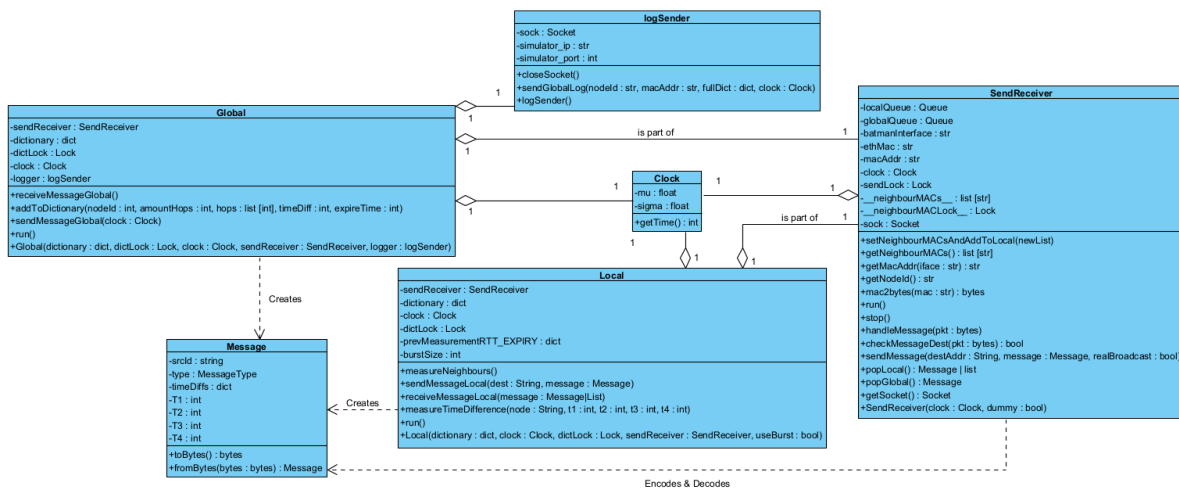 logSender
-sock : Socket
-simulator_ip : str
-simulator_port : int
+closeSocket()
+sendGlobalLog(nodeId : str, macAddr : str, fullDict : dict, clock : Clock)
+logSender()
1
1
Global
-sendReceiver : SendReceiver
-dictionary : dict
-dictLock : Lock
-clock : Clock
-logger : logSender
+receiveMessageGlobal()
+addToDictionary(nodeId : int, amountHops : int, hops : list [int], timeDiff : int, expireTime : int)
+sendMessageGlobal(clock : Clock)
+run()
+Global(dictionary : dict, dictLock : Lock, clock : Clock, sendReceiver : SendReceiver, logger : logSender)
is part of
1
1
SendReceiver
-localQueue : Queue
-globalQueue : Queue
-batmanInterface : str
-ethMac : str
-macAddr : str
-clock : Clock
-sendLock : Lock
-__neighbourMACs__ : list [str]
-__neighbourMACLock__ : Lock
-sock : Socket
+setNeighbourMACsAndAddToLocal(newList)
+getNeighbourMACs() : list [str]
+getMacAddr(iface : str) : str
+getNodeId() : str
+mac2bytes(mac : str) : bytes
+run()
+stop()
+handleMessage(pkt : bytes)
+checkMessageDest(pkt : bytes) : bool
+sendMessage(destAddr : String, message : Message, realBroadcast : bool)
+popLocal() : Message | list
+popGlobal() : Message
+getSocket() : Socket
+SendReceiver(clock : Clock, dummy : bool)
Clock
-mu : float
-sigma : float
+getTime() : int
1
1
1
1
is part of
1
1
1
1
Local
-sendReceiver : SendReceiver
-dictionary : dict
-clock : Clock
-dictLock : Lock
-prevMeasurementRTT_EXPIRY : dict
-burstSize : int
+measureNeighbours()
+sendMessageLocal(dest : String, message : Message)
+receiveMessageLocal(message : Message|List)
+measureTimeDifference(node : String, t1 : int, t2 : int, t3 : int, t4 : int)
+run()
+Local(dictionary : dict, clock : Clock, dictLock : Lock, sendReceiver : SendReceiver, useBurst : bool)
Creates
Message
-srcId : string
-type : MessageType
-timeDiffs : dict
-T1 : int
-T2 : int
-T3 : int
-T4 : int
+toBytes() : bytes
+fromBytes(bytes : bytes) : Message
Creates
Encodes & Decodes